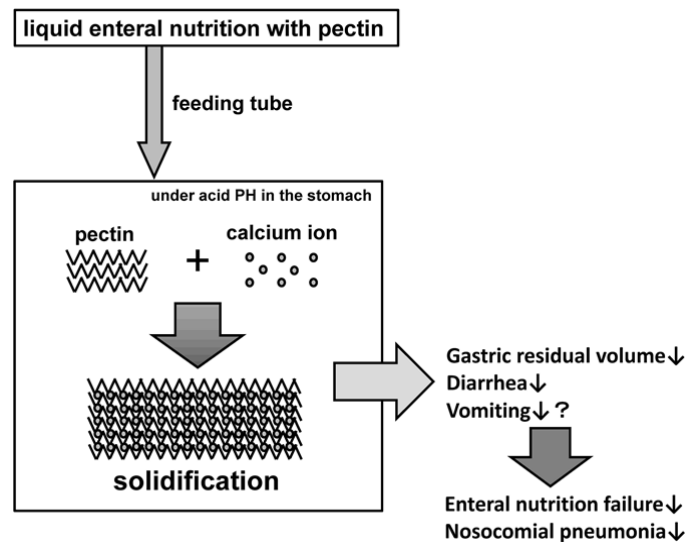 liquid enteral nutrition with pectin
feeding tube
under acid PH in the stomach
pectin
+
calcium ion
solidification
Gastric residual volume↓
Diarrhea↓
Vomiting↓？
Enteral nutrition failure↓
Nosocomial pneumonia↓